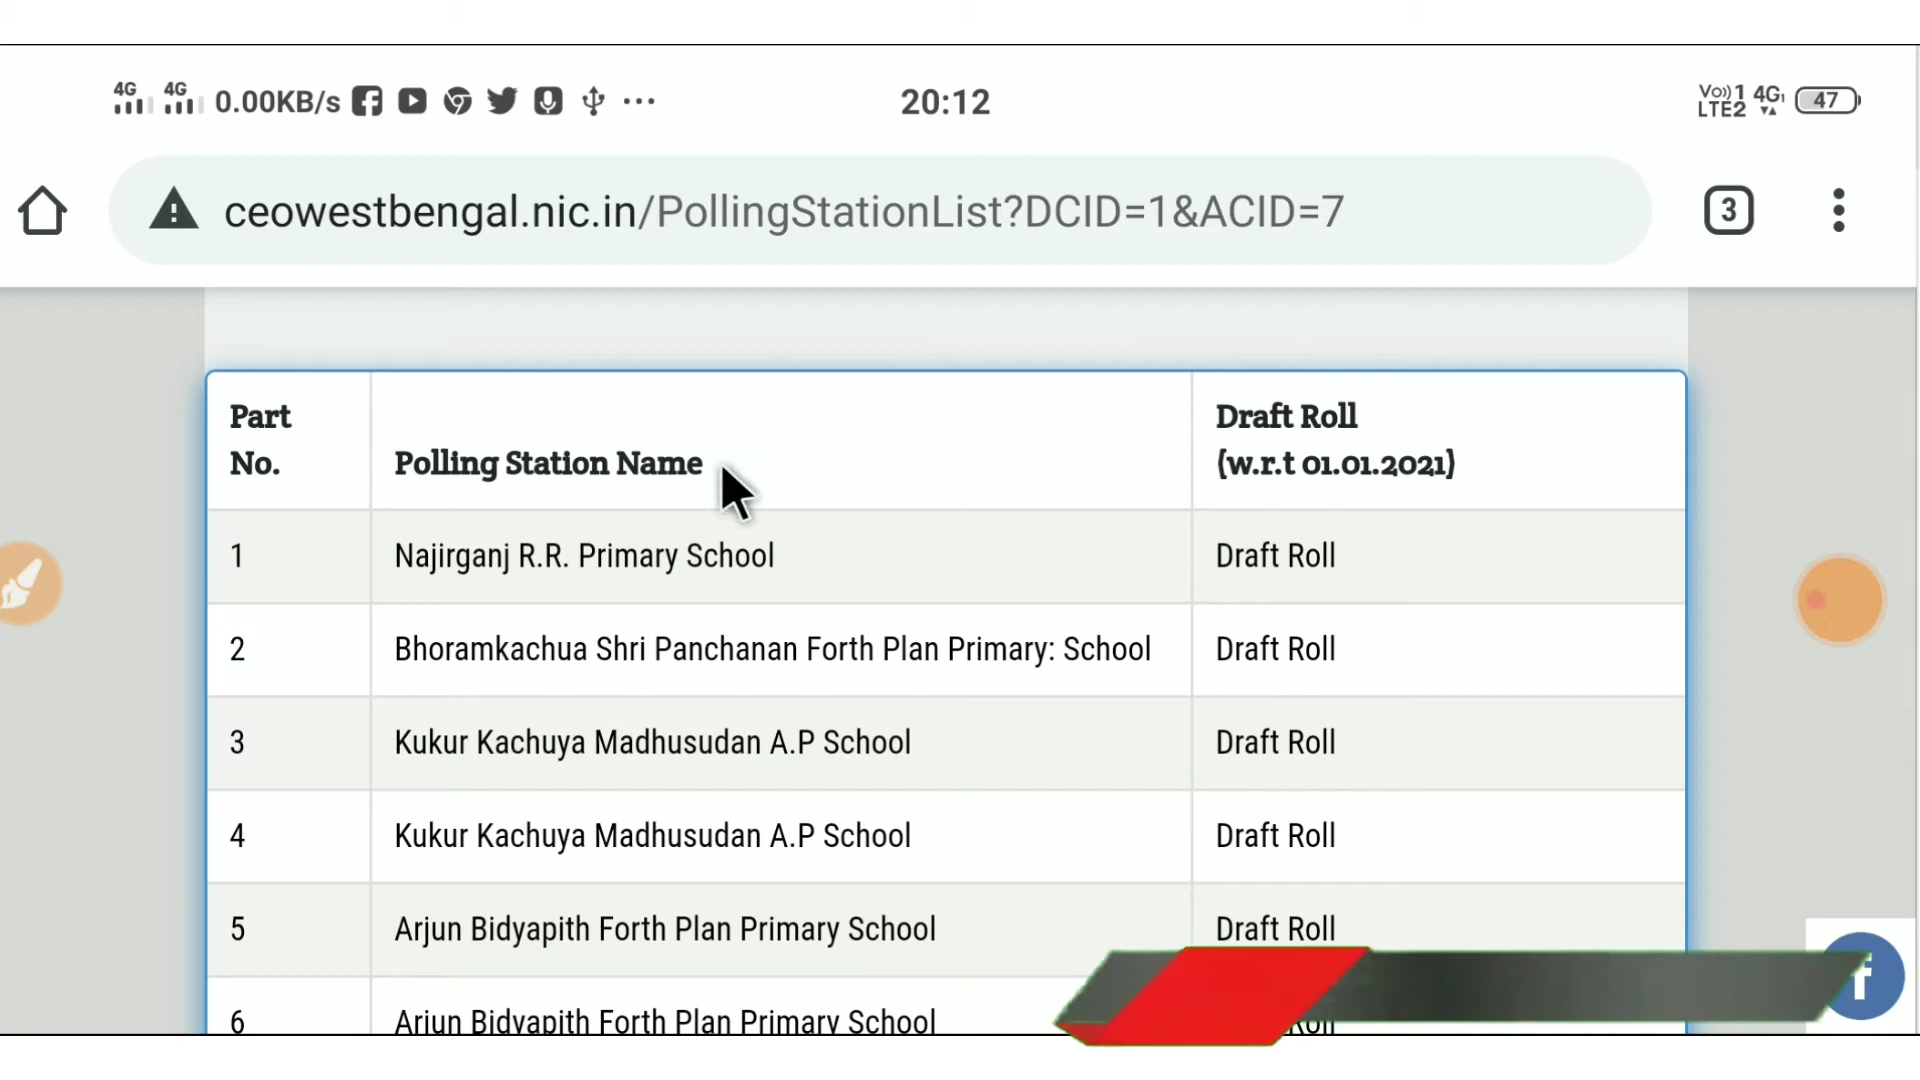 4G 4G 0.00KB/s 20:12 Vo))1 4G 47
LTE2
ceowestbengal.nic.in/PollingStationList?DCID=1&ACID=7 3
Part No. Polling Station Name Draft Roll
(w.r.t 01.01.2021)
1 Najirganj R.R. Primary School Draft Roll
2 Bhoramkachua Shri Panchanan Forth Plan Primary: School Draft Roll
3 Kukur Kachuya Madhusudan A.P School Draft Roll
4 Kukur Kachuya Madhusudan A.P School Draft Roll
5 Arjun Bidyapith Forth Plan Primary School Draft Roll
6 Arjun Bidyapith Forth Plan Primary School Roll